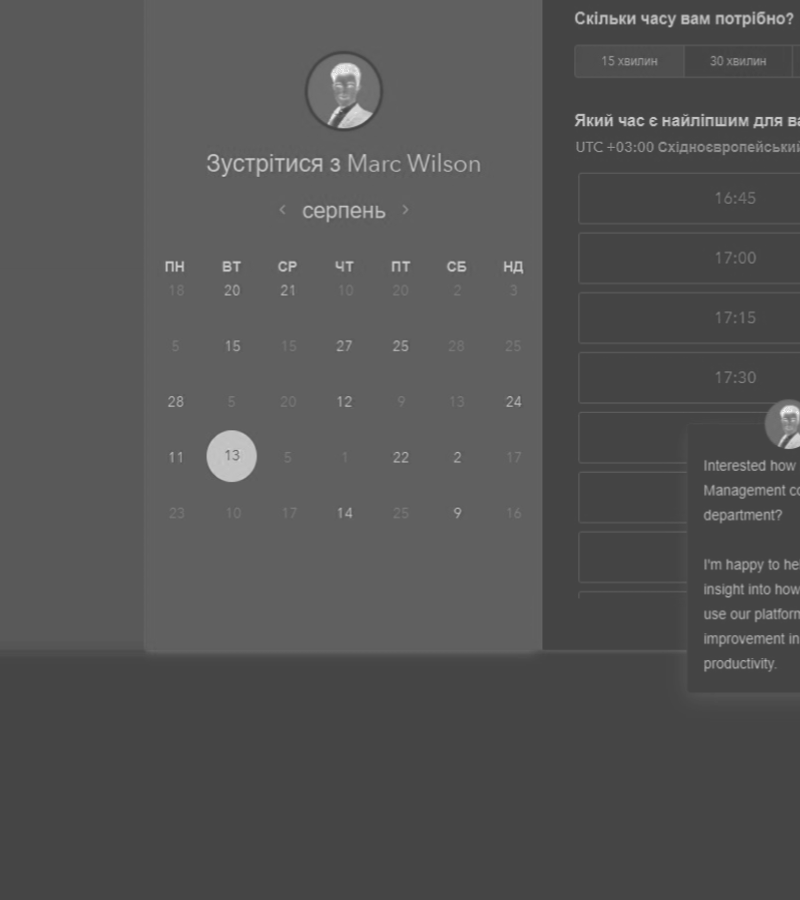 Зустрітися з Marc Wilson
серпень
ПН ВТ СР ЧТ ПТ СБ НД
18 20 21 10 20 2 3
5 15 15 27 25 28 25
28 5 20 12 9 13 24
11 13 5 1 22 2 17
23 10 17 14 25 9 16
Скільки часу вам потрібно?
15 хвилин 30 хвилин
Який час є найліпшим для
UTC +03:00 Східноєвропейський
16:45
17:00
17:15
17:30
Interested how
Management
department?
I'm happy to
insight into how
use our
improvement in
productivity.